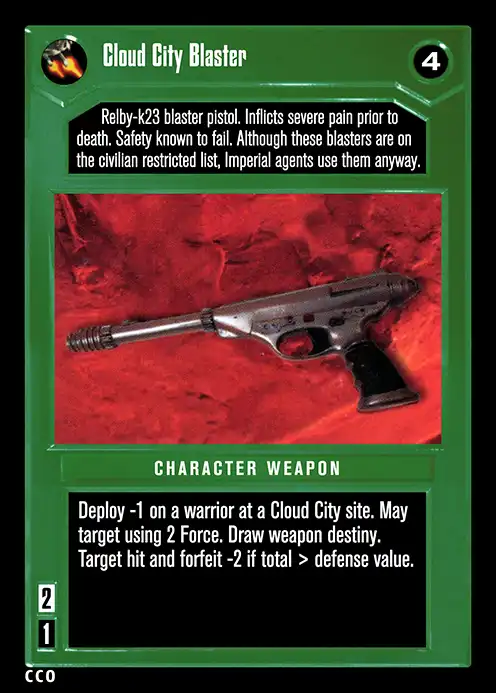 Cloud City Blaster
4
Relby-k23 blaster pistol. Inflicts severe pain prior to
death. Safety known to fail. Although these blasters are on
the civilian restricted list, Imperial agents use them anyway.
CHARACTER WEAPON
Deploy -1 on a warrior at a Cloud City site. May
target using 2 Force. Draw weapon destiny.
Target hit and forfeit -2 if total > defense value.
2
1
CCO